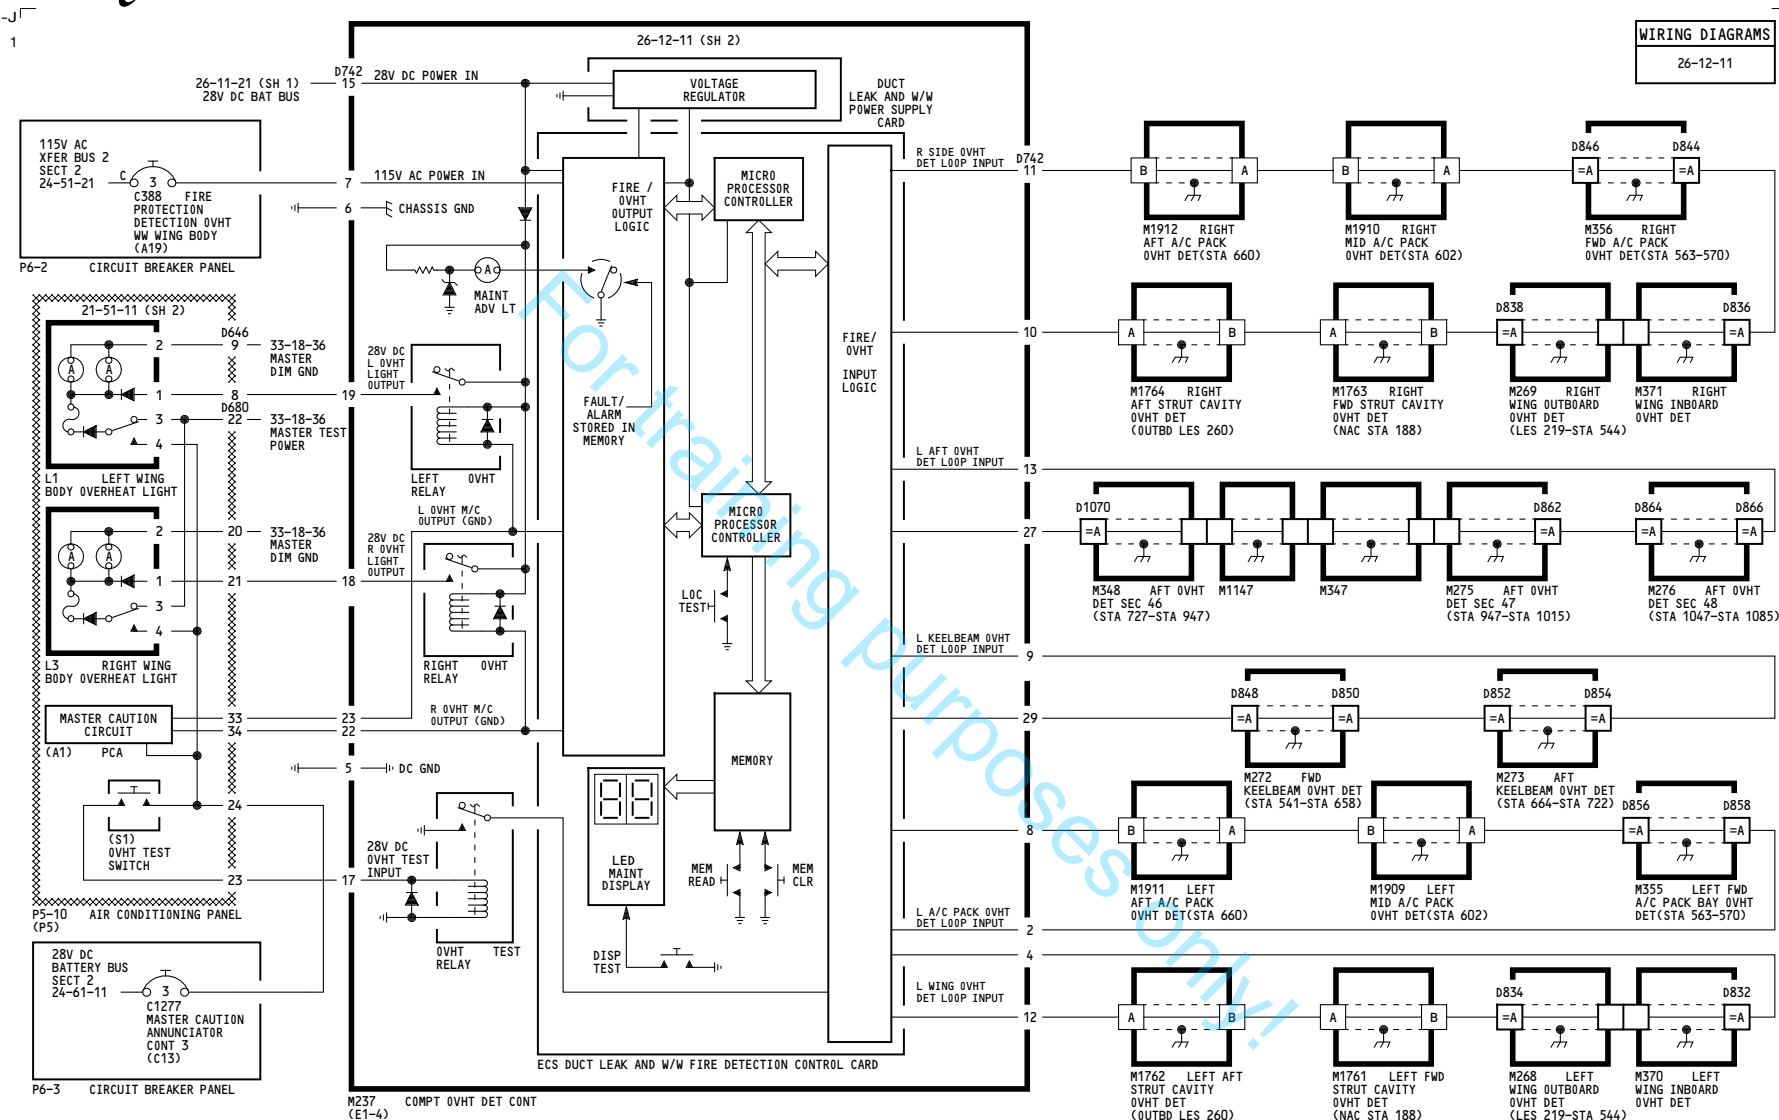 -J
1
WIRING DIAGRAMS
26-12-11
26-12-11 (SH 2)
26-11-21 (SH 1)
28V DC BAT BUS
D742
15
28V DC POWER IN
VOLTAGE
REGULATOR
DUCT
LEAK AND W/W
POWER SUPPLY
CARD
115V AC
XFER BUS 2
SECT 2
24-51-21
C
3
C388 FIRE
PROTECTION
DETECTION OVHT
WW WING BODY
(A19)
P6-2 CIRCUIT BREAKER PANEL
7
115V AC POWER IN
6
CHASSIS GND
A
MAINT
ADV LT
FIRE /
OVHT
OUTPUT
LOGIC
MICRO
PROCESSOR
CONTROLLER
FAULT/
ALARM
STORED IN
MEMORY
MICRO
PROCESSOR
CONTROLLER
LOC
TEST
MEMORY
88
LED
MAINT
DISPLAY
MEM
READ
MEM
CLR
DISP
TEST
FIRE/
OVHT
INPUT
LOGIC
ECS DUCT LEAK AND W/W FIRE DETECTION CONTROL CARD
M237 COMPT OVHT DET CONT
(E1-4)
21-51-11 (SH 2)
A
A
2
1
3
4
D646
9
33-18-36
MASTER
DIM GND
8
19
D680
22
33-18-36
MASTER TEST
POWER
L1 LEFT WING
BODY OVERHEAT LIGHT
A
A
2
1
3
4
20
33-18-36
MASTER
DIM GND
21
18
L3 RIGHT WING
BODY OVERHEAT LIGHT
MASTER CAUTION
CIRCUIT
(A1) PCA
33
34
23
22
5
DC GND
24
(S1)
OVHT TEST
SWITCH
23
17
P5-10 AIR CONDITIONING PANEL
(P5)
28V DC
BATTERY BUS
SECT 2
24-61-11
3
C1277
MASTER CAUTION
ANNUNCIATOR
CONT 3
(C13)
P6-3 CIRCUIT BREAKER PANEL
28V DC
L OVHT
LIGHT
OUTPUT
LEFT OVHT
RELAY
L OVHT M/C
OUTPUT (GND)
28V DC
R OVHT
LIGHT
OUTPUT
RIGHT OVHT
RELAY
R OVHT M/C
OUTPUT (GND)
28V DC
OVHT TEST
INPUT
OVHT TEST
RELAY
R SIDE OVHT
DET LOOP INPUT
D742
11
B
A
M1912 RIGHT
AFT A/C PACK
OVHT DET(STA 660)
B
A
M1910 RIGHT
MID A/C PACK
OVHT DET(STA 602)
D846
D844
=A
=A
M356 RIGHT
FWD A/C PACK
OVHT DET(STA 563-570)
10
A
B
M1764 RIGHT
AFT STRUT CAVITY
OVHT DET
(OUTBD LES 260)
A
B
M1763 RIGHT
FWD STRUT CAVITY
OVHT DET
(NAC STA 188)
D838
=A
M269 RIGHT
WING OUTBOARD
OVHT DET
(LES 219-STA 544)
D836
=A
M371 RIGHT
WING INBOARD
OVHT DET
L AFT OVHT
DET LOOP INPUT
13
27
D1070
=A
M348 AFT OVHT
DET SEC 46
(STA 727-STA 947)
M1147
M347
D862
=A
M275 AFT OVHT
DET SEC 47
(STA 947-STA 1015)
D864
D866
=A
=A
M276 AFT OVHT
DET SEC 48
(STA 1047-STA 1085)
L KEELBEAM OVHT
DET LOOP INPUT
9
29
D848
D850
=A
=A
M272 FWD
KEELBEAM OVHT DET
(STA 541-STA 658)
D852
D854
=A
=A
M273 AFT
KEELBEAM OVHT DET
(STA 664-STA 722)
8
B
A
M1911 LEFT
AFT A/C PACK
OVHT DET(STA 660)
B
A
M1909 LEFT
MID A/C PACK
OVHT DET(STA 602)
D856
D858
=A
=A
M355 LEFT FWD
A/C PACK BAY OVHT
DET(STA 563-570)
L A/C PACK OVHT
DET LOOP INPUT
2
4
L WING OVHT
DET LOOP INPUT
12
A
B
M1762 LEFT AFT
STRUT CAVITY
OVHT DET
(OUTBD LES 260)
A
B
M1761 LEFT FWD
STRUT CAVITY
OVHT DET
(NAC STA 188)
D834
=A
M268 LEFT
WING OUTBOARD
OVHT DET
(LES 219-STA 544)
D832
=A
M370 LEFT
WING INBOARD
OVHT DET
For training purposes only!